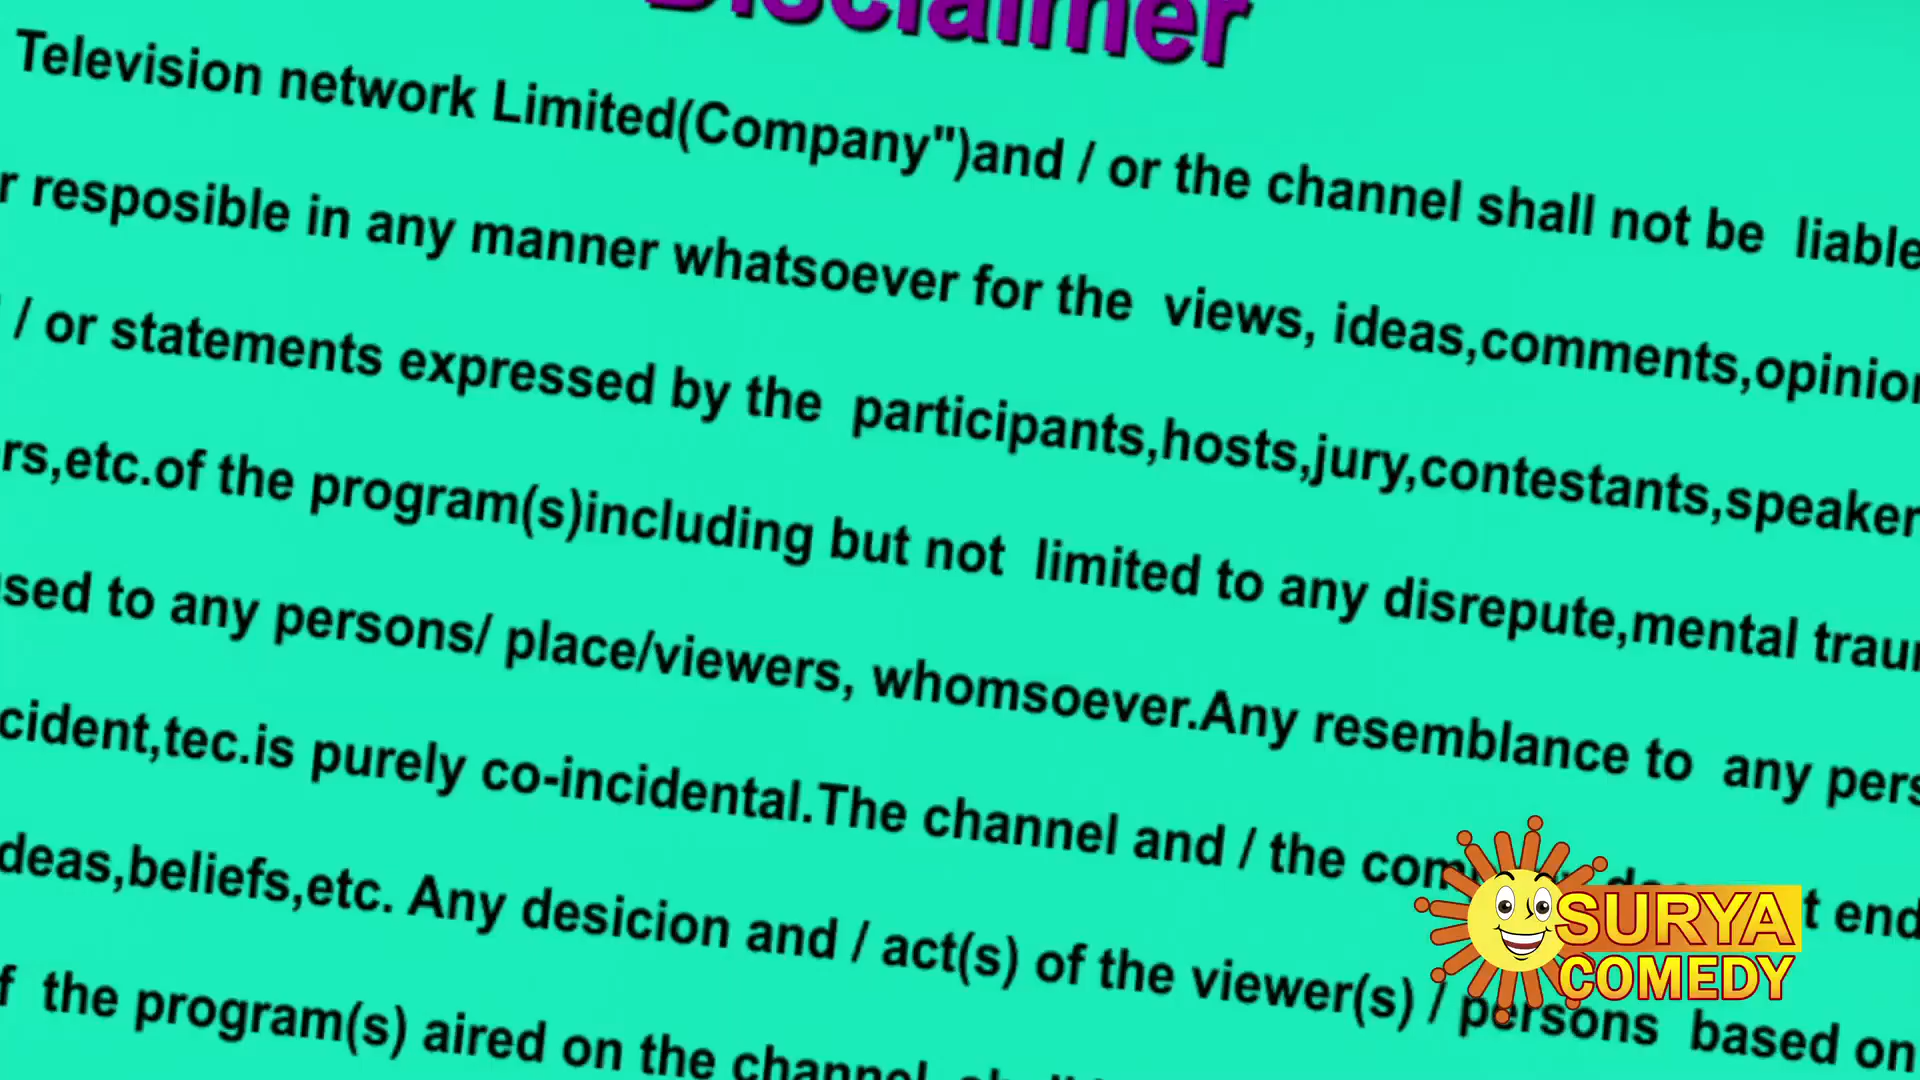 Disclaimer
Television network Limited(Company")and / or the channel shall not be liable
r resposible in any manner whatsoever for the views, ideas,comments,opinion
/ or statements expressed by the participants,hosts,jury,contestants,speaker
rs,etc.of the program(s)including but not limited to any disrepute,mental trau
sed to any persons/ place/viewers, whomsoever.Any resemblance to any pers
cident,tec.is purely co-incidental.The channel and / the com t end
deas,beliefs,etc. Any desicion and / act(s) of the viewer(s) / persons based on
f the program(s) aired on the channel
SURYA
COMEDY